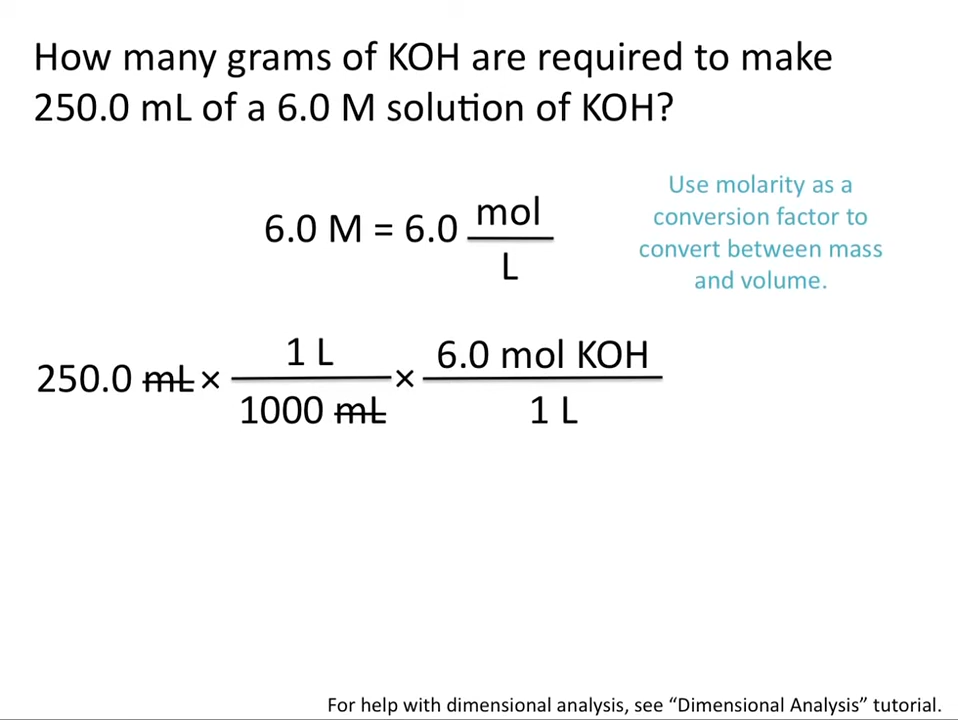 How many grams of KOH are required to make
250.0 mL of a 6.0 M solution of KOH?
Use molarity as a
conversion factor to
convert between mass
and volume.
6.0 M = 6.0 mol
L
1 L
6.0 mol KOH
250.0 mL × ×
1000 mL
1 L
For help with dimensional analysis, see “Dimensional Analysis” tutorial.